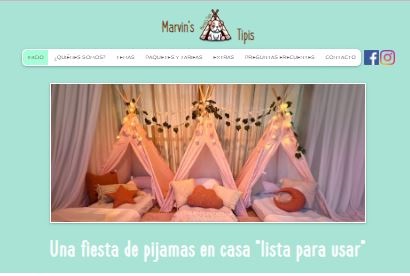 Marvin's Tipis
INICIO ¿QUIÉNES SOMOS? TEMAS PAQUETES Y TARIFAS EXTRAS PREGUNTAS FRECUENTES CONTACTO
Una fiesta de pijamas en casa "lista para usar"